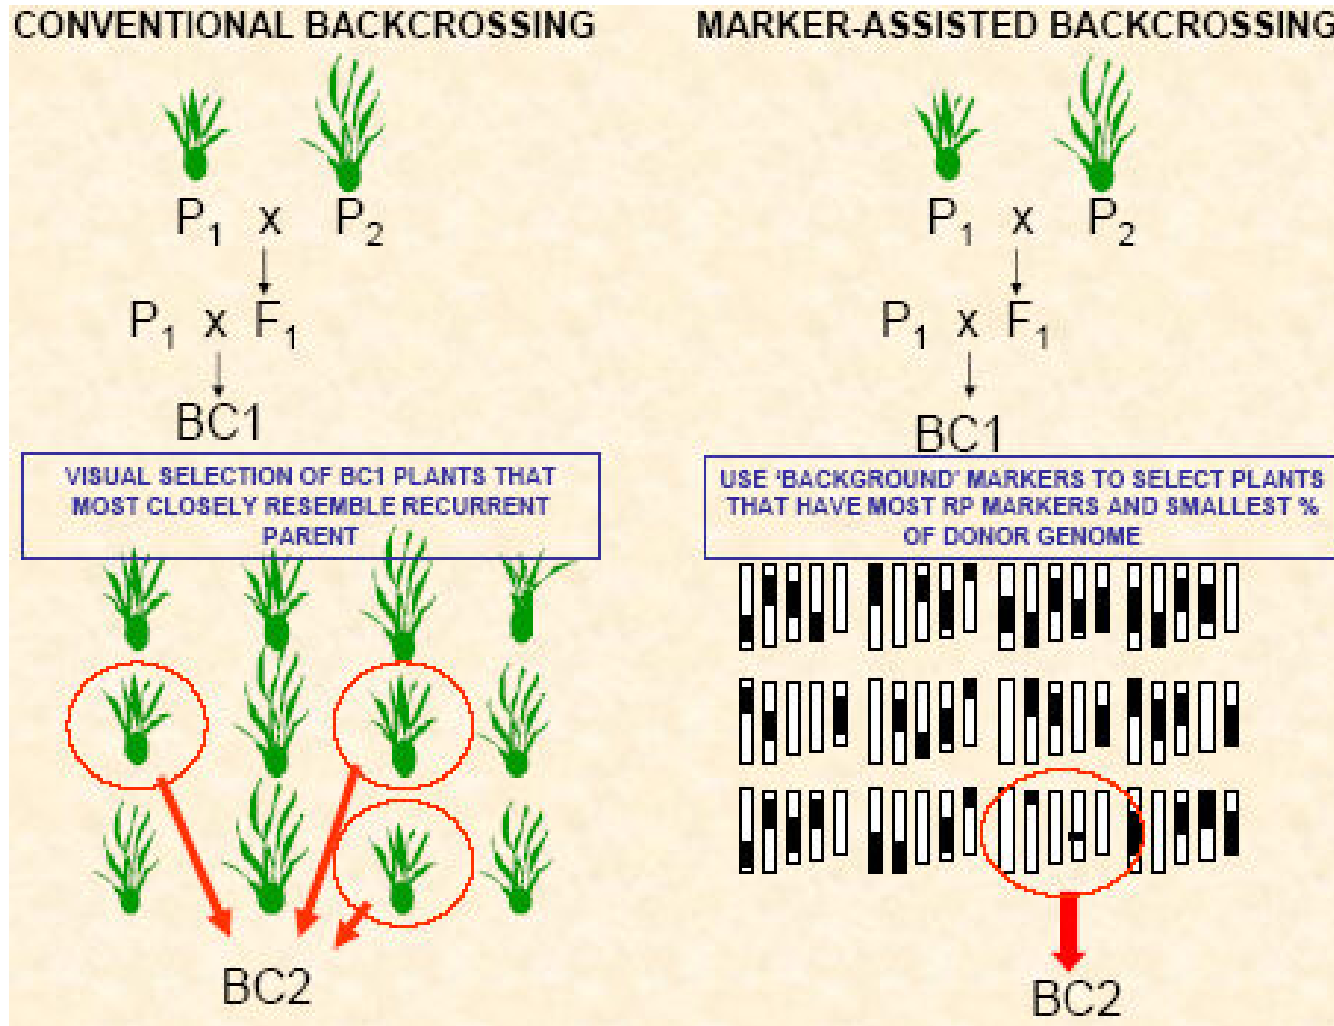 CONVENTIONAL BACKCROSSING
P1 x P2
P1 x F1
BC1
VISUAL SELECTION OF BC1 PLANTS THAT
MOST CLOSELY RESEMBLE RECURRENT
PARENT
BC2
MARKER-ASSISTED BACKCROSSING
P1 x P2
P1 x F1
BC1
USE 'BACKGROUND' MARKERS TO SELECT PLANTS
THAT HAVE MOST RP MARKERS AND SMALLEST %
OF DONOR GENOME
BC2